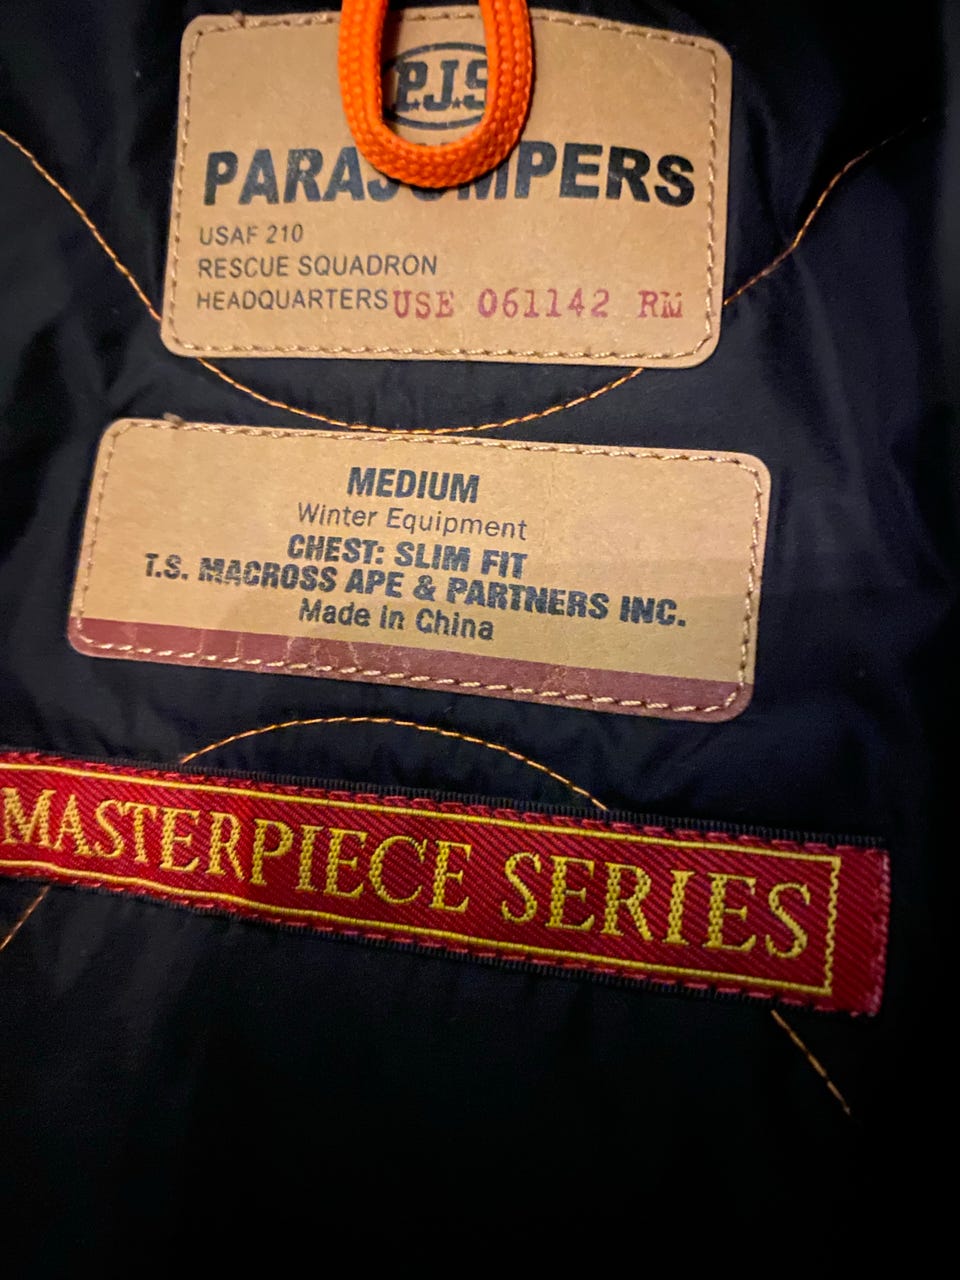 P.J.S
PARAJUMPERS
USAF 210
RESCUE SQUADRON
HEADQUARTERS USE 061142 RM
MEDIUM
Winter Equipment
CHEST: SLIM FIT
T.S. MACROSS APE & PARTNERS INC.
Made in China
MASTERPIECE SERIES